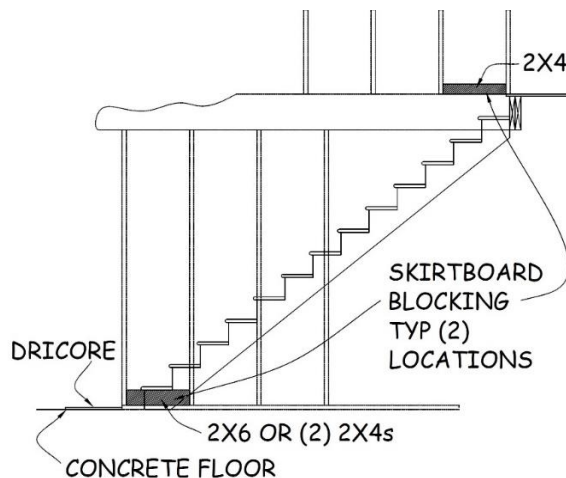 2X4
SKIRTBOARD
BLOCKING
TYP (2)
LOCATIONS
DRICORE
2X6 OR (2) 2X4s
CONCRETE FLOOR